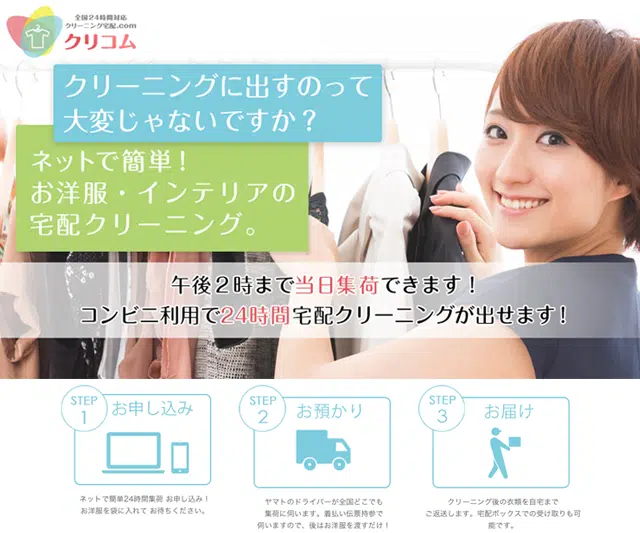 全国24時間対応
クリーニング宅配.com
クリコム
クリーニングに出すのって
大変じゃないですか？
ネットで簡単！
お洋服・インテリアの
宅配クリーニング。
午後２時まで当日集荷できます！
コンビニ利用で24時間宅配クリーニングが出せます！
STEP
1
お申し込み
ネットで簡単24時間集荷 お申し込み！
お洋服を袋に入れて お待ちください。
STEP
2
お預かり
ヤマトのドライバーが全国どこでも
集荷に伺います。着払い伝票持参で
伺いますので、後はお洋服を渡すだけ！
STEP
3
お届け
クリーニング後の衣類を自宅まで
ご返送します。宅配ボックスでの受け取りも可
能です。